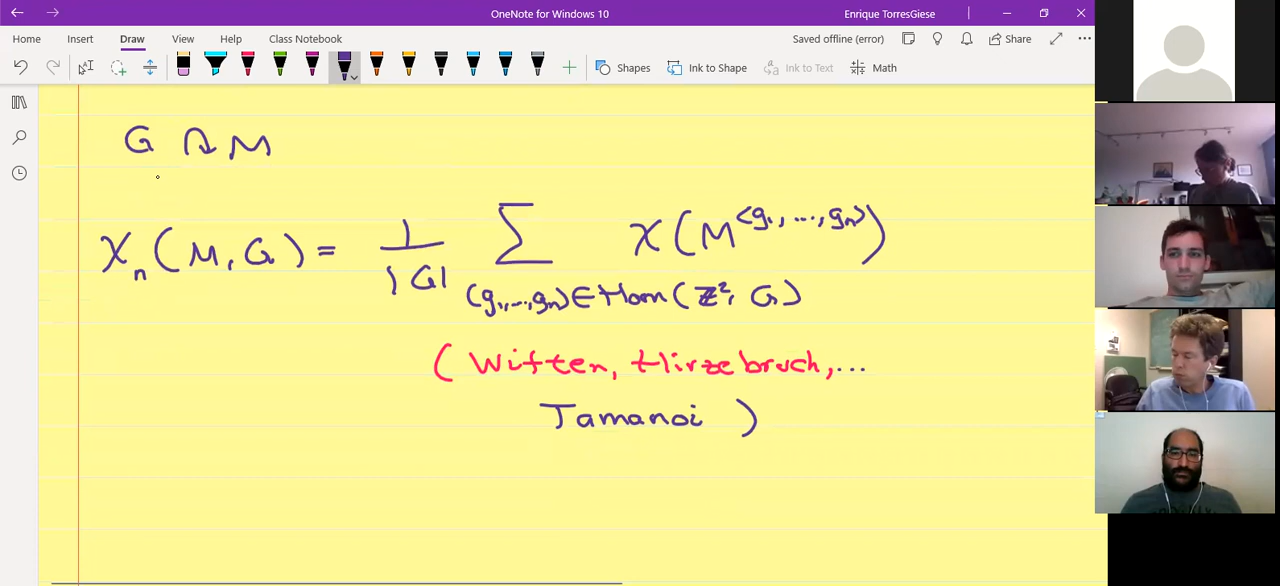 OneNote for Windows 10
Enrique TorresGiese
Home Insert Draw View Help Class Notebook
Saved offline (error)
Share
Shapes
Ink to Shape
Ink to Text
Math
G ↷ M
χₙ(M, G) = 1/|G| Σ χ(M^⟨g₁, ..., gₙ⟩)
(g₁, ..., gₙ) ∈ Hom(ℤ², G)
(Witten, Hirzebruch, ...
Tamanoi)